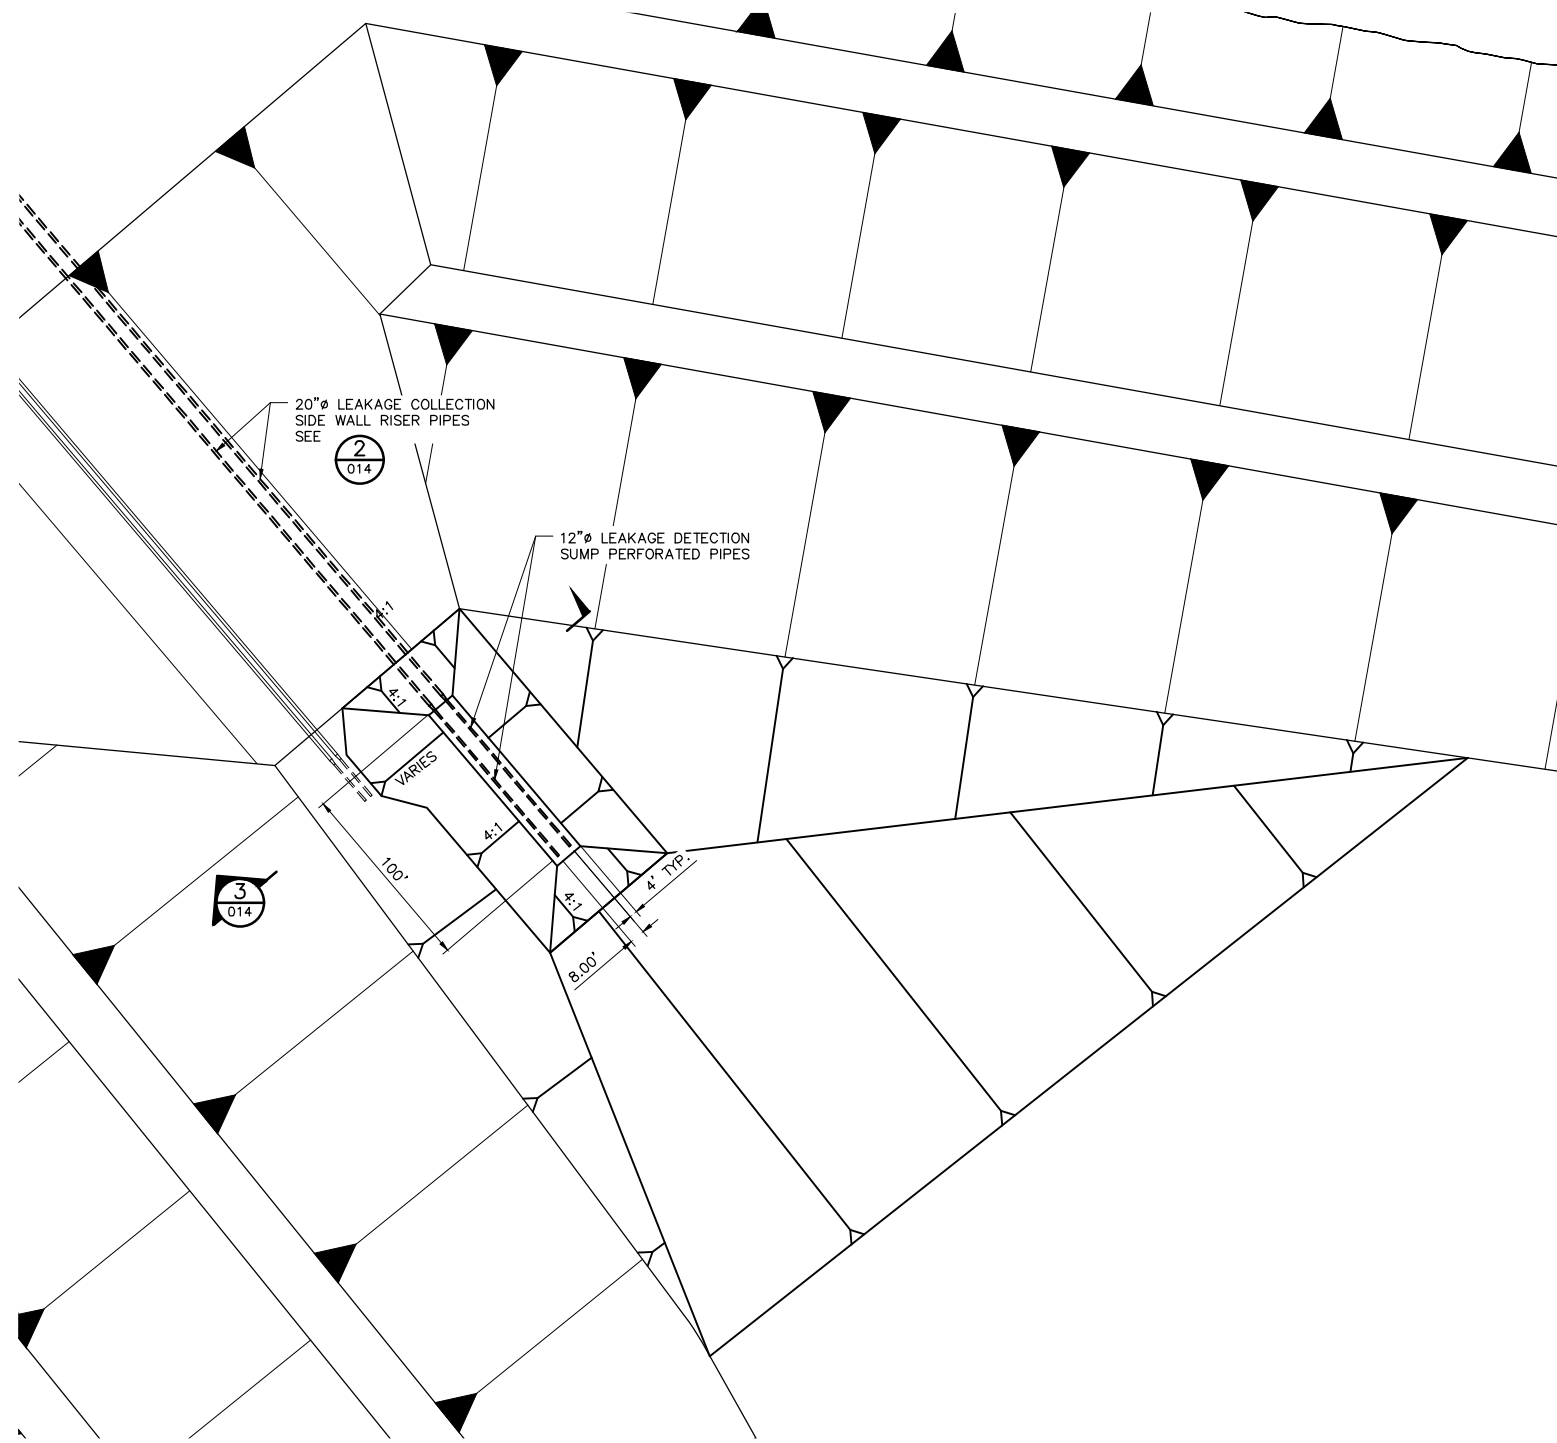 20"ø LEAKAGE COLLECTION
SIDE WALL RISER PIPES
SEE
2
014
12"ø LEAKAGE DETECTION
SUMP PERFORATED PIPES
4:1
4:1
VARIES
4:1
100'
4' TYP.
4:1
3
014
8.00'